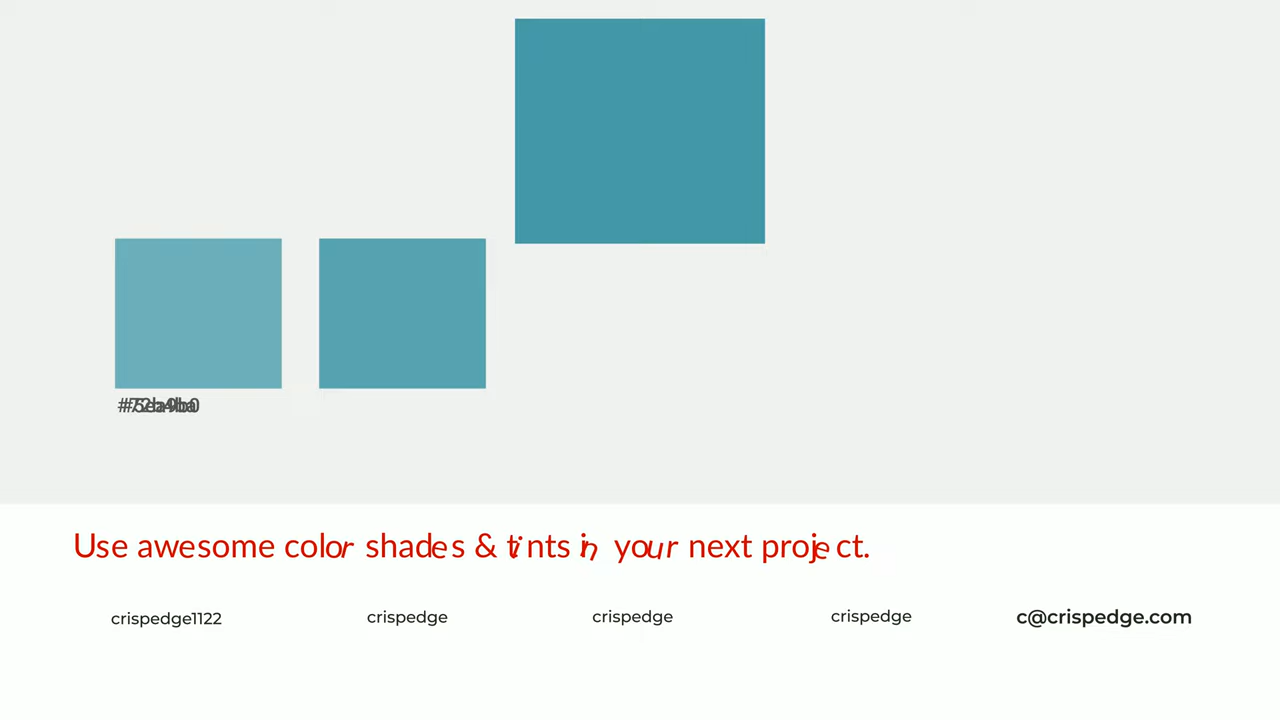 Use awesome color shades & tints in your next project.
crispedge1122 crispedge crispedge crispedge c@crispedge.com